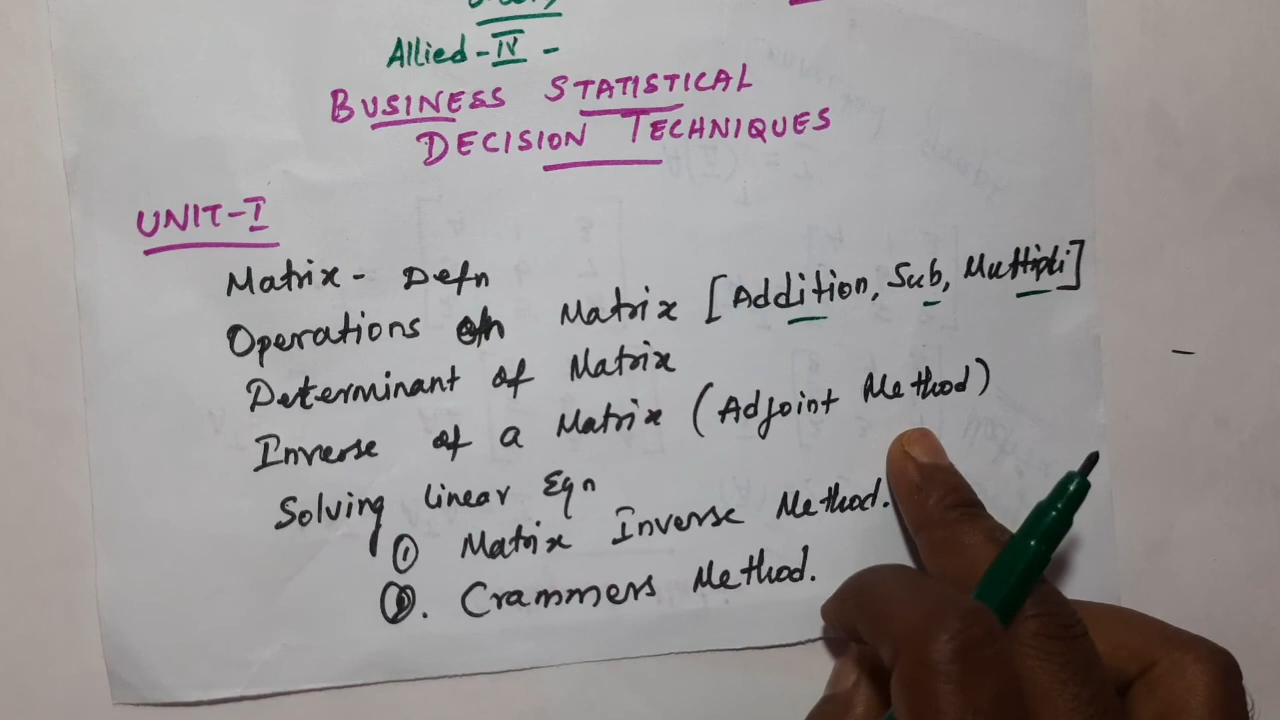 Allied - IV -
BUSINESS STATISTICAL
DECISION TECHNIQUES
UNIT-I
Matrix - Defn
Operations on Matrix [Addition, Sub, Multipli]
Determinant of Matrix
Inverse of a Matrix (Adjoint Method)
Solving linear Eqn
① Matrix Inverse Method.
②. Crammers Method.